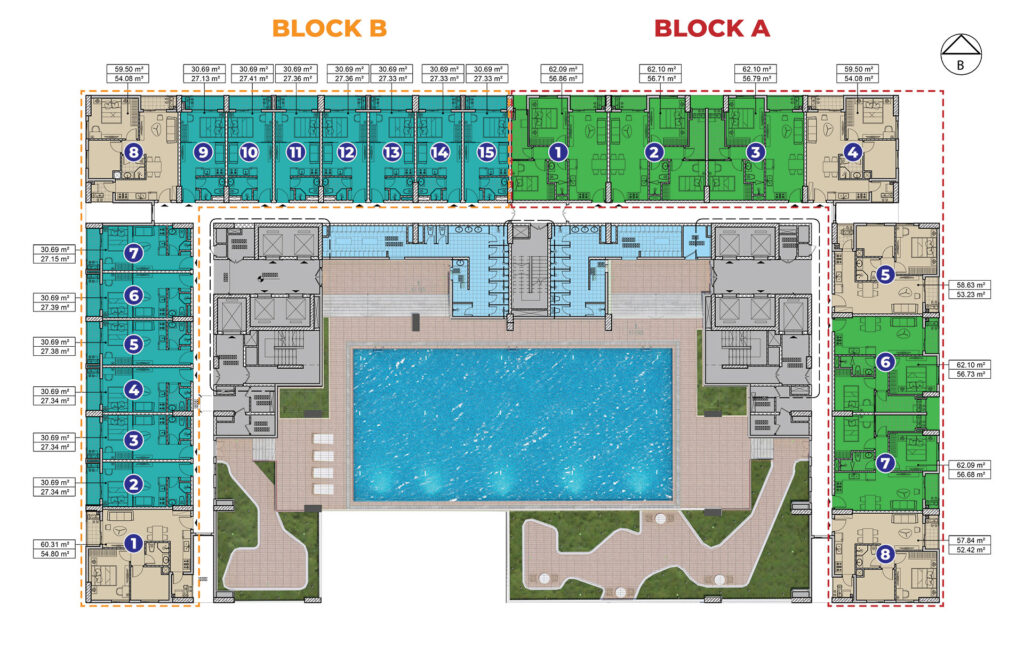 BLOCK B
BLOCK A
B
59.50 m²
54.08 m²
30.69 m²
27.13 m²
30.69 m²
27.41 m²
30.69 m²
27.36 m²
30.69 m²
27.36 m²
30.69 m²
27.33 m²
30.69 m²
27.33 m²
30.69 m²
27.33 m²
62.09 m²
56.86 m²
62.10 m²
56.71 m²
62.10 m²
56.79 m²
59.50 m²
54.08 m²
8
9
10
11
12
13
14
15
1
2
3
4
30.69 m²
27.15 m²
7
30.69 m²
27.39 m²
6
30.69 m²
27.38 m²
5
30.69 m²
27.34 m²
4
30.69 m²
27.34 m²
3
30.69 m²
27.34 m²
2
60.31 m²
54.80 m²
1
5
58.63 m²
53.23 m²
6
62.10 m²
56.73 m²
7
62.09 m²
56.68 m²
8
57.84 m²
52.42 m²